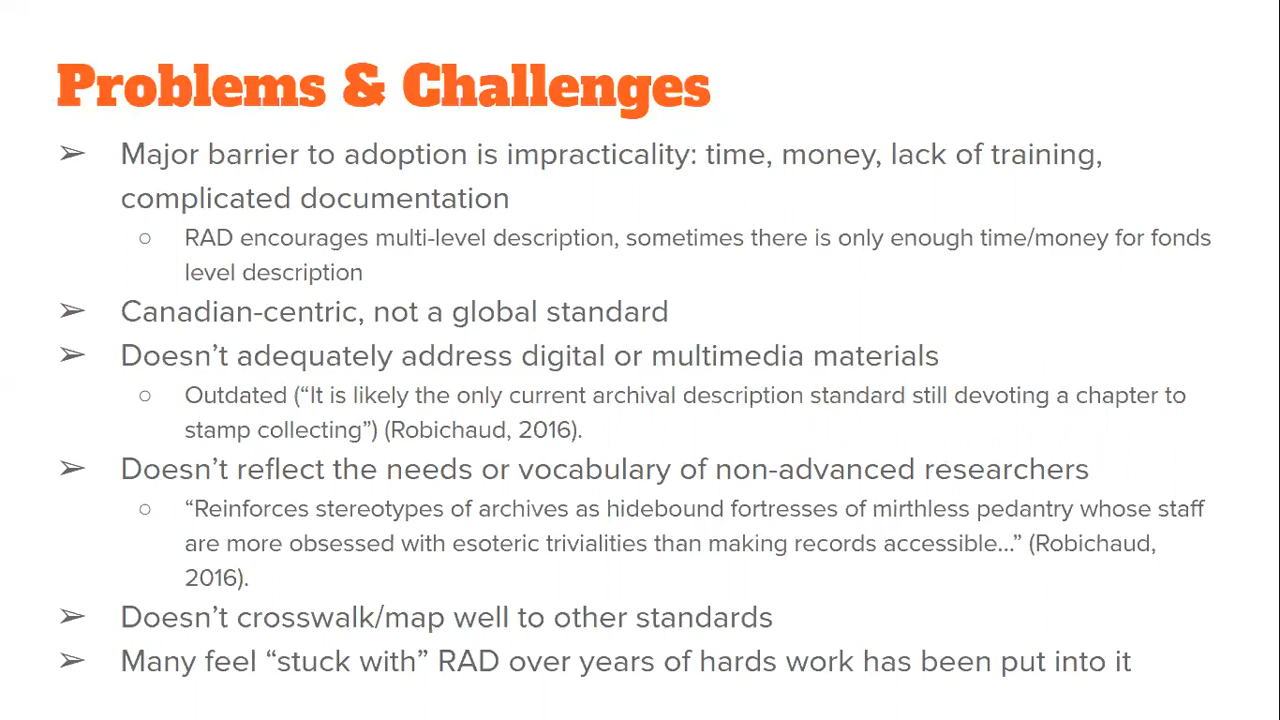 Problems & Challenges
➢ Major barrier to adoption is impracticality: time, money, lack of training,
complicated documentation
○ RAD encourages multi-level description, sometimes there is only enough time/money for fonds
level description
➢ Canadian-centric, not a global standard
➢ Doesn’t adequately address digital or multimedia materials
○ Outdated (“It is likely the only current archival description standard still devoting a chapter to
stamp collecting”) (Robichaud, 2016).
➢ Doesn’t reflect the needs or vocabulary of non-advanced researchers
○ “Reinforces stereotypes of archives as hidebound fortresses of mirthless pedantry whose staff
are more obsessed with esoteric trivialities than making records accessible...” (Robichaud,
2016).
➢ Doesn’t crosswalk/map well to other standards
➢ Many feel “stuck with” RAD over years of hards work has been put into it